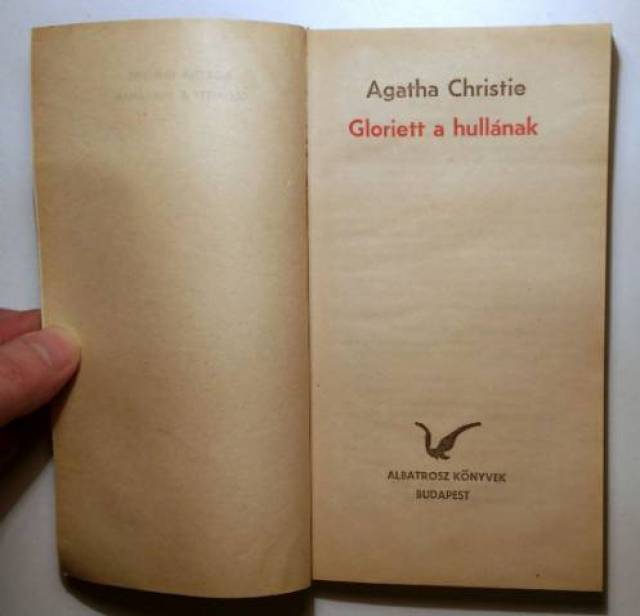 Agatha Christie
Gloriett a hullának
ALBATROSZ KÖNYVEK
BUDAPEST